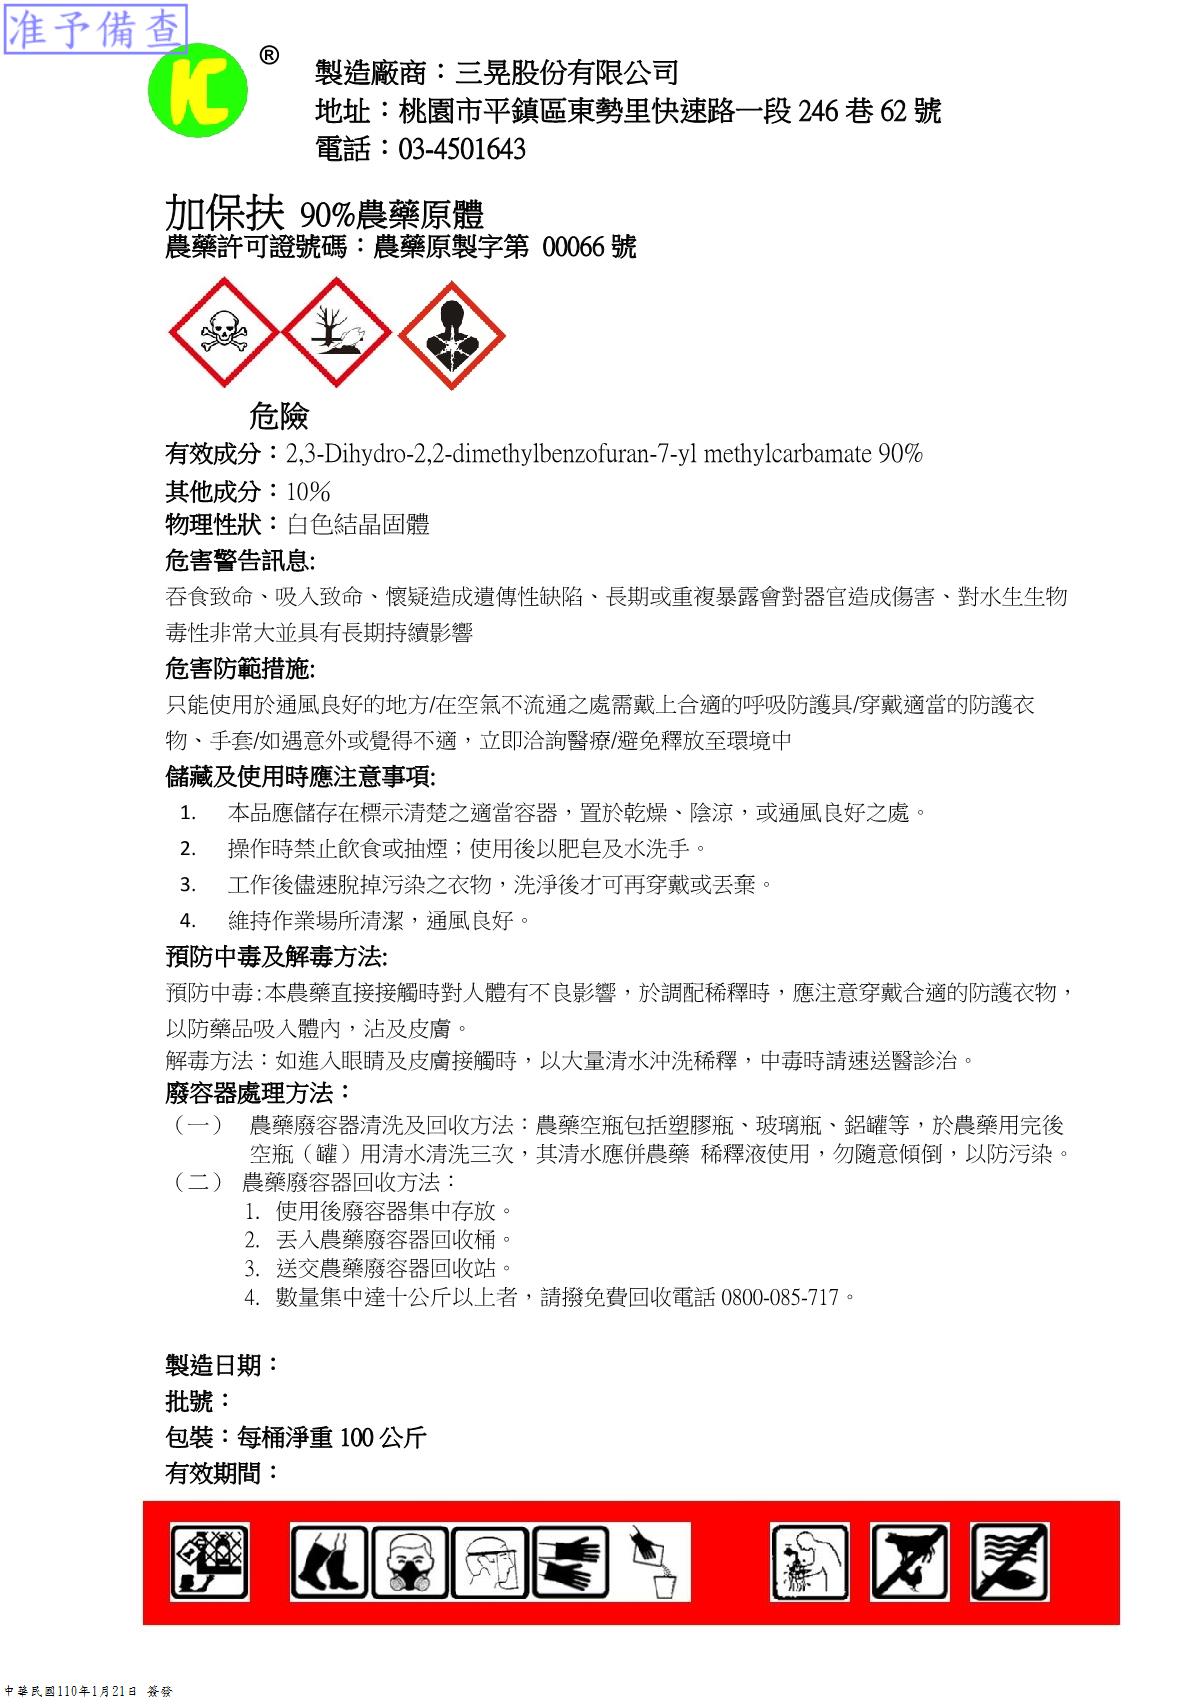 准予備查
®
製造廠商：三晃股份有限公司
地址：桃園市平鎮區東勢里快速路一段 246 巷 62 號
電話：03-4501643
加保扶 90%農藥原體
農藥許可證號碼：農藥原製字第 00066 號
危險
有效成分：2,3-Dihydro-2,2-dimethylbenzofuran-7-yl methylcarbamate 90%
其他成分：10%
物理性狀：白色結晶固體
危害警告訊息:
吞食致命、吸入致命、懷疑造成遺傳性缺陷、長期或重複暴露會對器官造成傷害、對水生生物
毒性非常大並具有長期持續影響
危害防範措施:
只能使用於通風良好的地方/在空氣不流通之處需戴上合適的呼吸防護具/穿戴適當的防護衣
物、手套/如遇意外或覺得不適，立即洽詢醫療/避免釋放至環境中
儲藏及使用時應注意事項:
1. 本品應儲存在標示清楚之適當容器，置於乾燥、陰涼，或通風良好之處。
2. 操作時禁止飲食或抽煙；使用後以肥皂及水洗手。
3. 工作後儘速脫掉污染之衣物，洗淨後才可再穿戴或丟棄。
4. 維持作業場所清潔，通風良好。
預防中毒及解毒方法:
預防中毒:本農藥直接接觸時對人體有不良影響，於調配稀釋時，應注意穿戴合適的防護衣物，
以防藥品吸入體內，沾及皮膚。
解毒方法：如進入眼睛及皮膚接觸時，以大量清水沖洗稀釋，中毒時請速送醫診治。
廢容器處理方法：
（一） 農藥廢容器清洗及回收方法：農藥空瓶包括塑膠瓶、玻璃瓶、鋁罐等，於農藥用完後
空瓶（罐）用清水清洗三次，其清水應併農藥 稀釋液使用，勿隨意傾倒，以防污染。
（二） 農藥廢容器回收方法：
1. 使用後廢容器集中存放。
2. 丟入農藥廢容器回收桶。
3. 送交農藥廢容器回收站。
4. 數量集中達十公斤以上者，請撥免費回收電話 0800-085-717。
製造日期：
批號：
包裝：每桶淨重 100 公斤
有效期間：
中華民國110年1月21日 簽發